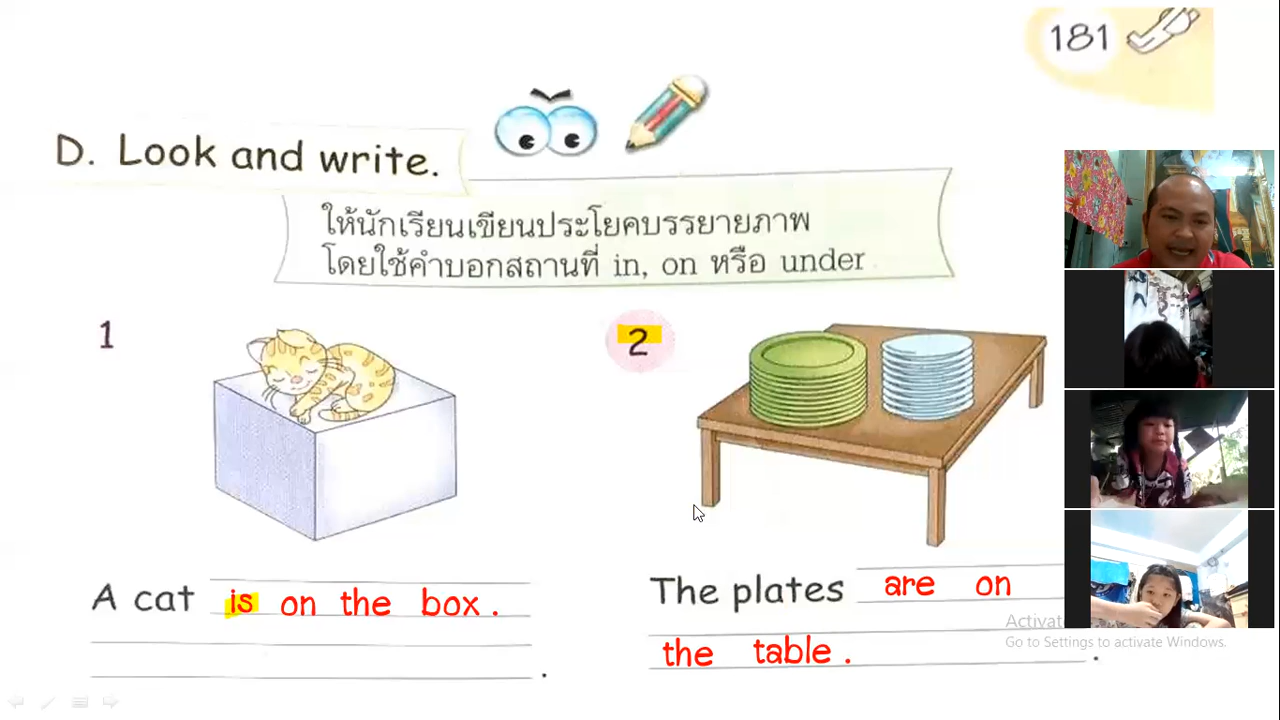 181
D. Look and write.
ให้นักเรียนเขียนประโยคบรรยายภาพ
โดยใช้คำบอกสถานที่ in, on หรือ under
1
2
A cat is on the box .
.
The plates are on
the table .
.
Activat
Go to Settings to activate Windows.